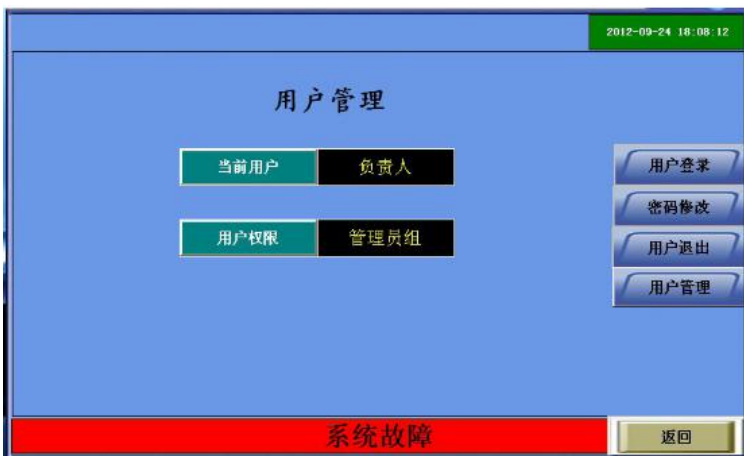 2012-09-24 18:08:12
用户管理
当前用户 负责人
用户权限 管理员组
用户登录
密码修改
用户退出
用户管理
系统故障
返回